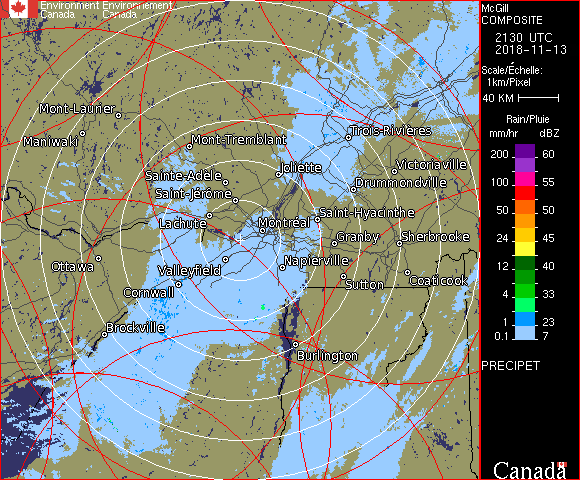 Environment Environnement
Canada Canada
McGill
COMPOSITE
2130 UTC
2018-11-13
Scale/Échelle:
1km/Pixel
40 KM
Rain/Pluie
mm/hr dBZ
200 60
100 55
75 53
50 50
24 45
12 40
4 33
1 23
0.1 7
PRECIPET
Canada
Mont-Laurier
Maniwaki
Mont-Tremblant
Trois-Rivières
Sainte-Adèle
Joliette
Victoriaville
Saint-Jérôme
Drummondville
Lachute
Montréal
Saint-Hyacinthe
Granby
Sherbrooke
Ottawa
Valleyfield
Napierville
Cornwall
Sutton
Coaticook
Brockville
Burlington